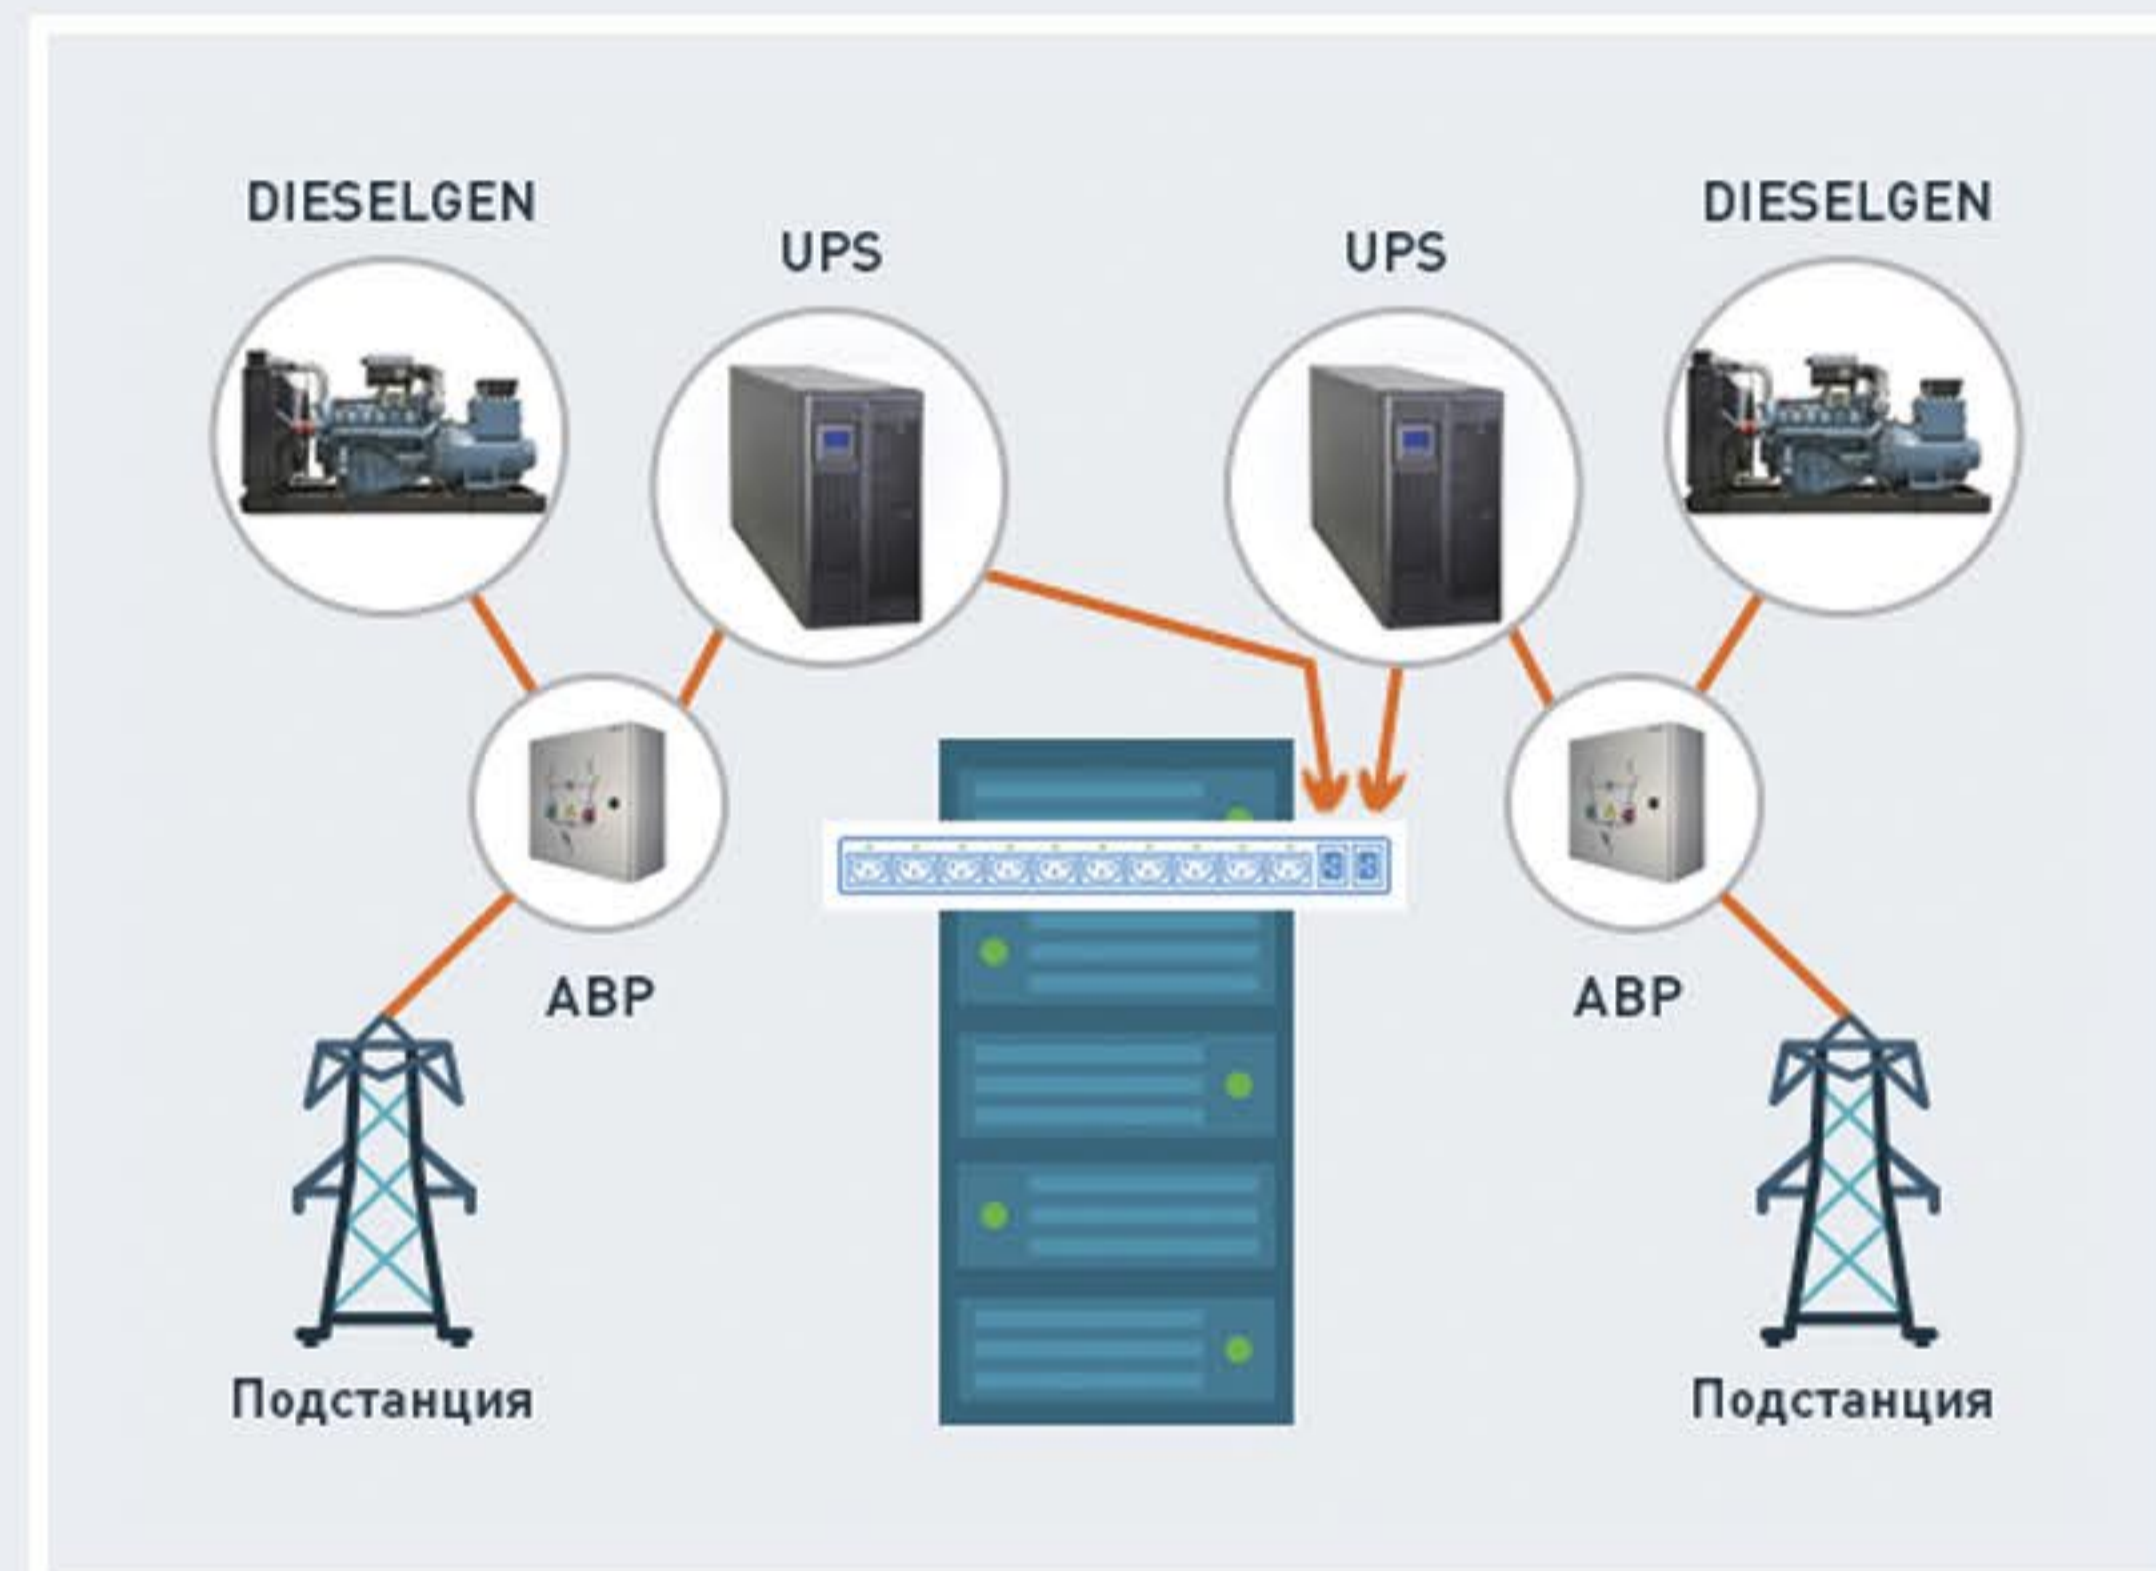 DIESELGEN
UPS
UPS
DIESELGEN
АВР
АВР
Подстанция
Подстанция